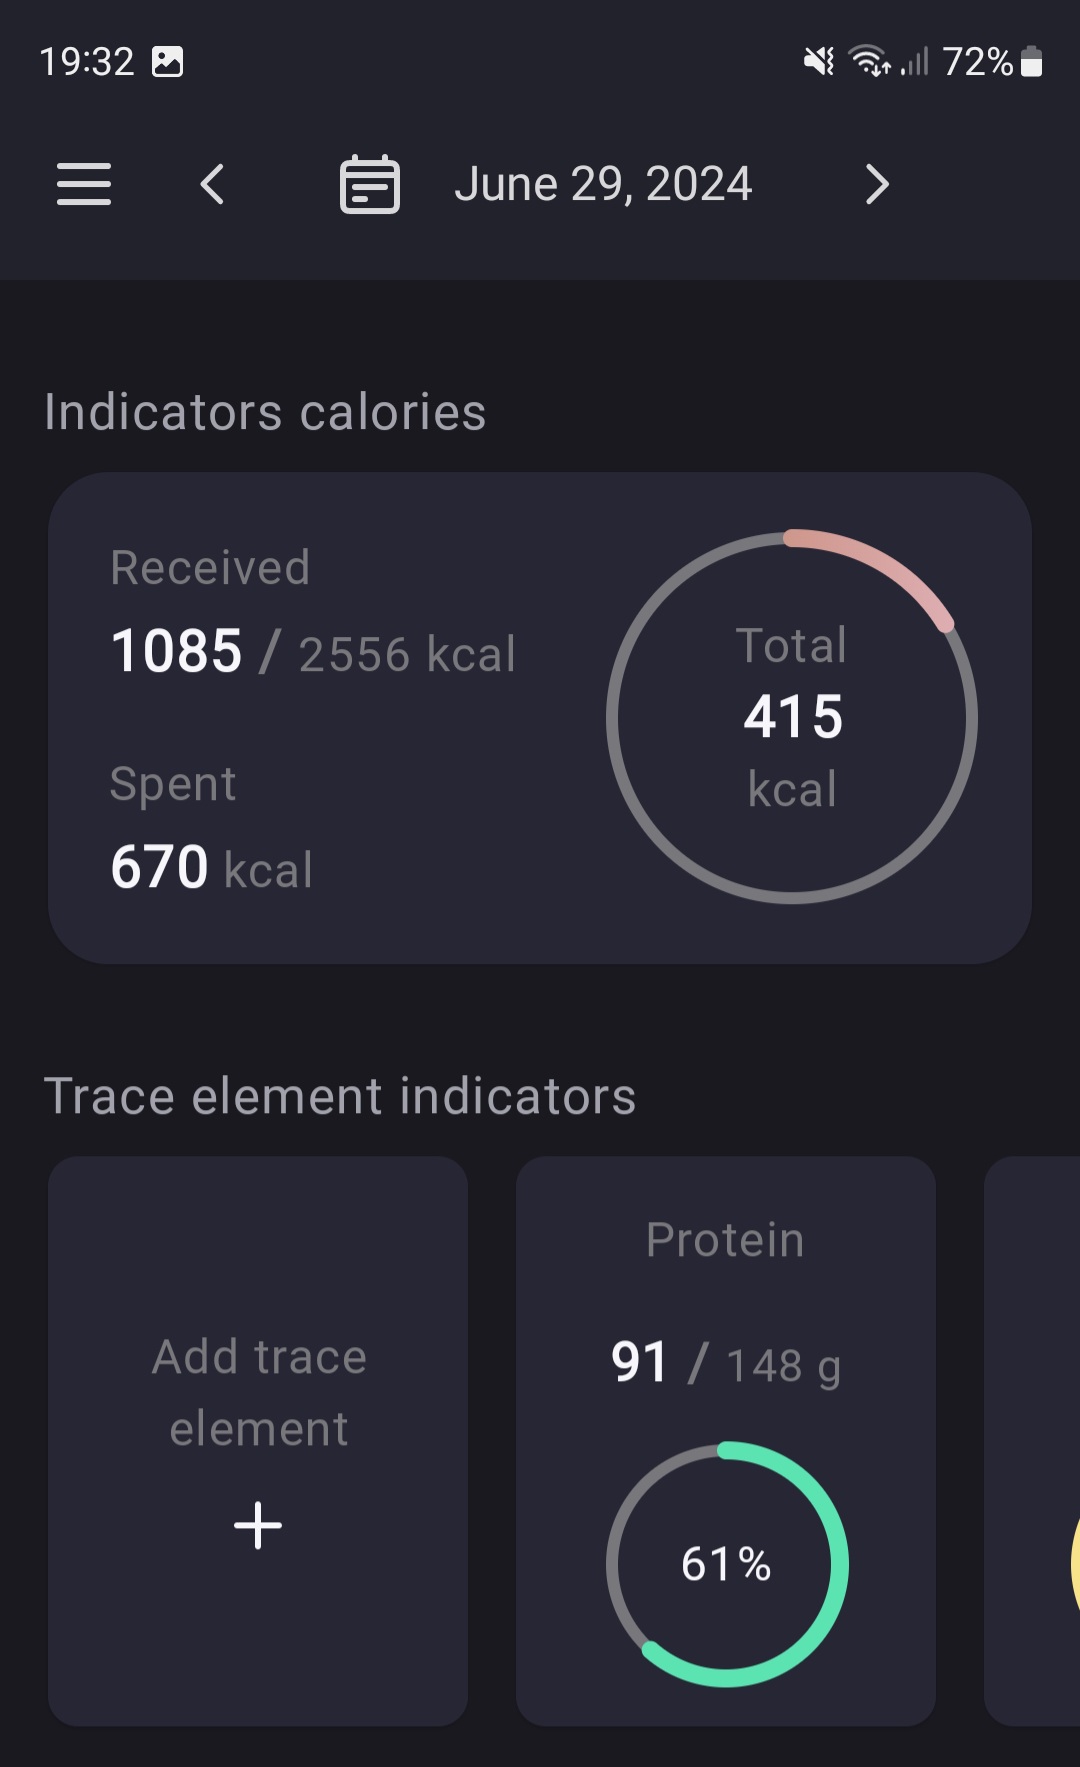 19:32
72%
June 29, 2024
Indicators calories
Received
1085 / 2556 kcal
Spent
670 kcal
Total
415
kcal
Trace element indicators
Add trace
element
+
Protein
91 / 148 g
61%